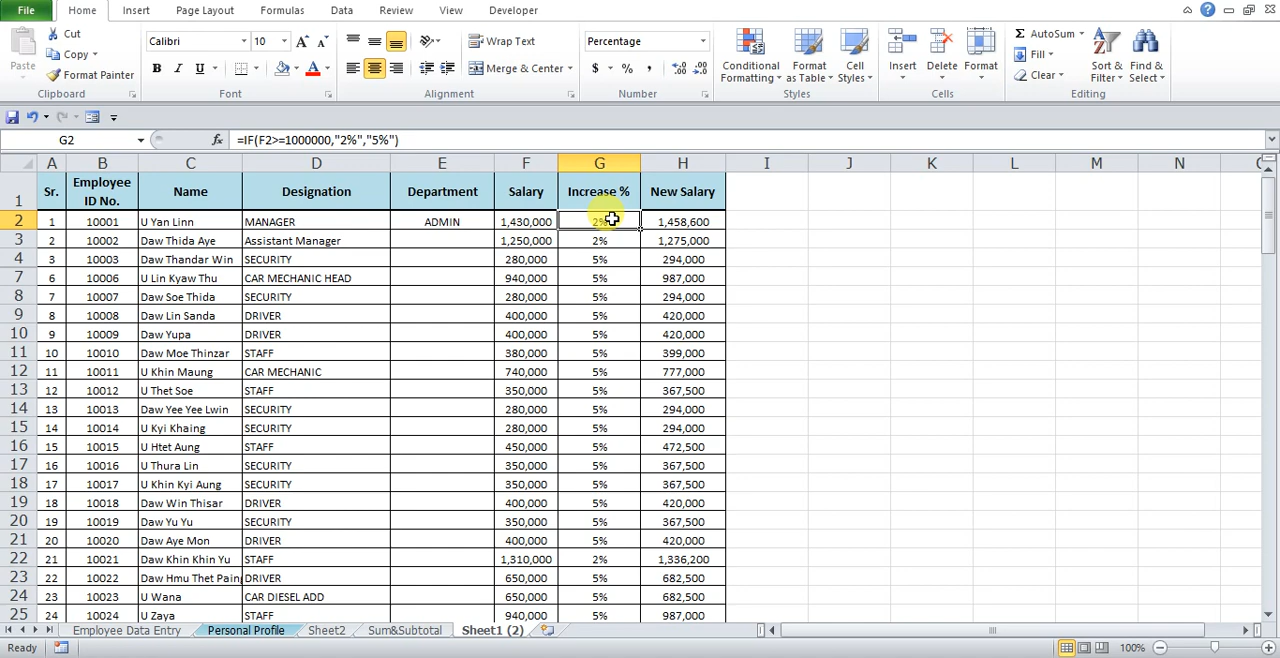 File Home Insert Page Layout Formulas Data Review View Developer
Paste Cut Copy Format Painter Clipboard
Calibri 10 B I U A Font
Wrap Text Merge & Center Alignment
Percentage $ % , Number
Conditional Formatting Format as Table Cell Styles Styles
Insert Delete Format Cells
AutoSum Fill Clear Sort & Filter Find & Select Editing
G2 fx =IF(F2>=1000000,"2%","5%")
A B C D E F G H I J K L M N
1 Sr. Employee ID No. Name Designation Department Salary Increase % New Salary
2 1 10001 U Yan Linn MANAGER ADMIN 1,430,000 2% 1,458,600
3 2 10002 Daw Thida Aye Assistant Manager 1,250,000 2% 1,275,000
4 3 10003 Daw Thandar Win SECURITY 280,000 5% 294,000
7 6 10006 U Lin Kyaw Thu CAR MECHANIC HEAD 940,000 5% 987,000
8 7 10007 Daw Soe Thida SECURITY 280,000 5% 294,000
9 8 10008 Daw Lin Sanda DRIVER 400,000 5% 420,000
10 9 10009 Daw Yupa DRIVER 400,000 5% 420,000
11 10 10010 Daw Moe Thinzar STAFF 380,000 5% 399,000
12 11 10011 U Khin Maung CAR MECHANIC 740,000 5% 777,000
13 12 10012 U Thet Soe STAFF 350,000 5% 367,500
14 13 10013 Daw Yee Yee Lwin SECURITY 280,000 5% 294,000
15 14 10014 U Kyi Khaing SECURITY 280,000 5% 294,000
16 15 10015 U Htet Aung STAFF 450,000 5% 472,500
17 16 10016 U Thura Lin SECURITY 350,000 5% 367,500
18 17 10017 U Khin Kyi Aung SECURITY 350,000 5% 367,500
19 18 10018 Daw Win Thisar DRIVER 400,000 5% 420,000
20 19 10019 Daw Yu Yu SECURITY 350,000 5% 367,500
21 20 10020 Daw Aye Mon DRIVER 400,000 5% 420,000
22 21 10021 Daw Khin Khin Yu STAFF 1,310,000 2% 1,336,200
23 22 10022 Daw Hmu Thet Paing DRIVER 650,000 5% 682,500
24 23 10023 U Wana CAR DIESEL ADD 650,000 5% 682,500
25 24 10024 U Zaya STAFF 940,000 5% 987,000
Employee Data Entry Personal Profile Sheet2 Sum&Subtotal Sheet1 (2)
Ready 100%